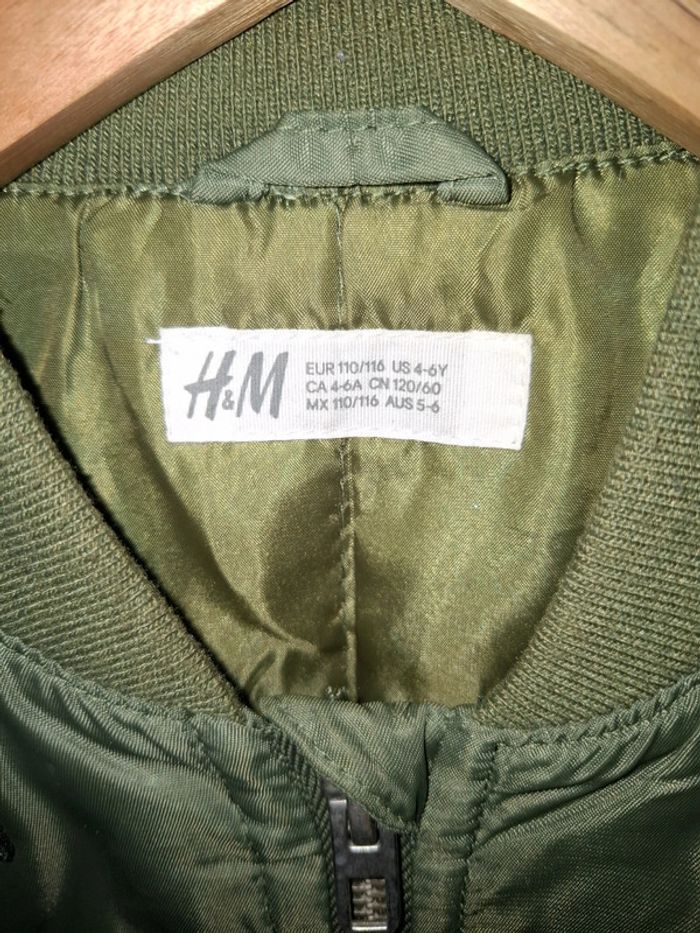 H&M
EUR 110/116 US 4-6Y
CA 4-6A CN 120/60
MX 110/116 AUS 5-6